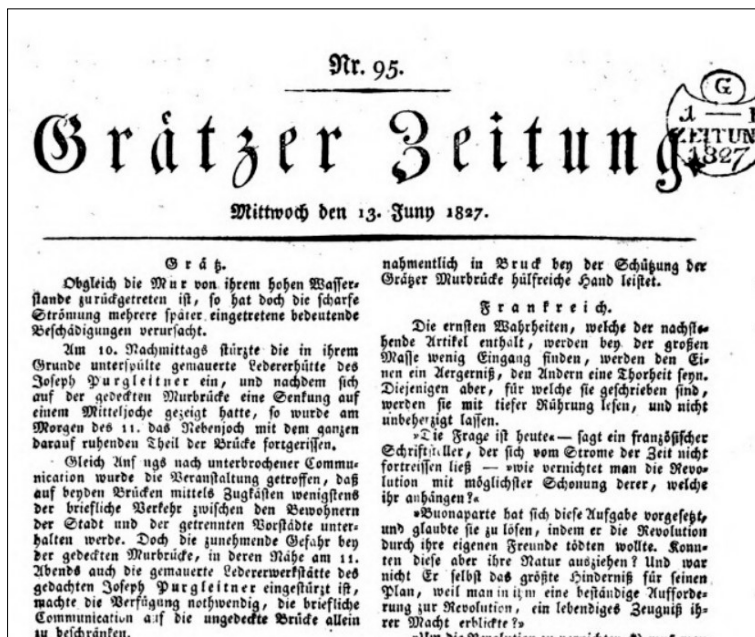 Nr. 95.
Grätzer Zeitung.
G
1 —
ZEITUN
1827
Mittwoch den 13. Juny 1827.
Grätz.
Obgleich die Mur von ihrem hohen Wasser-
stande zurückgetreten ist, so hat doch die scharfe
Strömung mehrere später eingetretene bedeutende
Beschädigungen verursacht.
Am 10. Nachmittags stürzte die in ihrem
Grunde unterspülte gemauerte Ledererhütte des
Joseph Purgleitner ein, und nachdem sich
auf der gedeckten Murbrücke eine Senkung auf
einem Mitteljoche gezeigt hatte, so wurde am
Morgen des 11. das Nebenjoch mit dem ganzen
darauf ruhenden Theil der Brücke fortgerissen.
Gleich Anf ngs nach unterbrochener Commu-
nication wurde die Veranstaltung getroffen, daß
auf beyden Brücken mittels Zugkästen wenigstens
der briefliche Verkehr zwischen den Bewohnern
der Stadt und der getrennten Vorstädte unter-
halten werde. Doch die zunehmende Gefahr bey
der gedeckten Murbrücke, in deren Nähe am 11.
Abends auch die gemauerte Ledererwerkstätte des
gedachten Joseph Purgleitner eingestürzt ist,
machte die Verfügung nothwendig, die briefliche
Communication auf die ungedeckte Brücke allein
zu beschränken.
nahmentlich in Bruck bey der Schützung der
Grätzer Murbrücke hülfreiche Hand leistet.
Frankreich.
Die ernsten Wahrheiten, welche der nachste-
hende Artikel enthalt, werden bey der großen
Masse wenig Eingang finden, werden den Ei-
nen ein Aergerniß, den Andern eine Thorheit seyn.
Diejenigen aber, für welche sie geschrieben sind,
werden sie mit tiefer Rührung lesen, und nicht
unbeherzigt lassen.
»Die Frage ist heute« — sagt ein französischer
Schriftsteller, der sich vom Strome der Zeit nicht
fortreissen ließ — »wie vernichtet man die Revo-
lution mit möglichster Schonung derer, welche
ihr anhängen?«
»Buonaparte hat sich diese Aufgabe vorgesetzt,
und glaubte sie zu lösen, indem er die Revolution
durch ihre eigenen Freunde tödten wollte. Konn-
ten diese aber ihre Natur ausziehen? Und war
nicht Er selbst das größte Hinderniß für seinen
Plan, weil man in ihm eine beständige Aufforde-
rung zur Revolution, ein lebendiges Zeugniß ih-
rer Macht erblickte?»